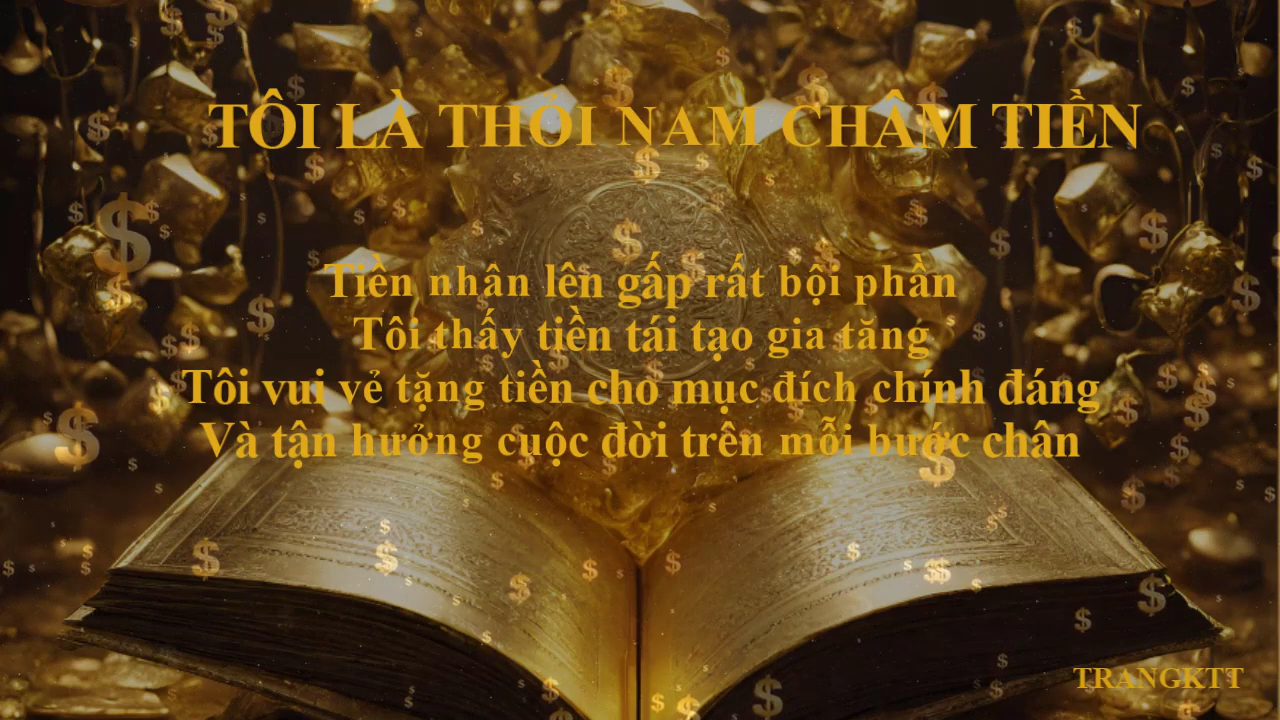 TÔI LÀ THỎI NAM CHÂM TIỀN
Tiền nhân lên gấp rất bội phần
Tôi thấy tiền tái tạo gia tăng
Tôi vui vẻ tặng tiền cho mục đích chính đáng
Và tận hưởng cuộc đời trên mỗi bước chân
TRANGKTT